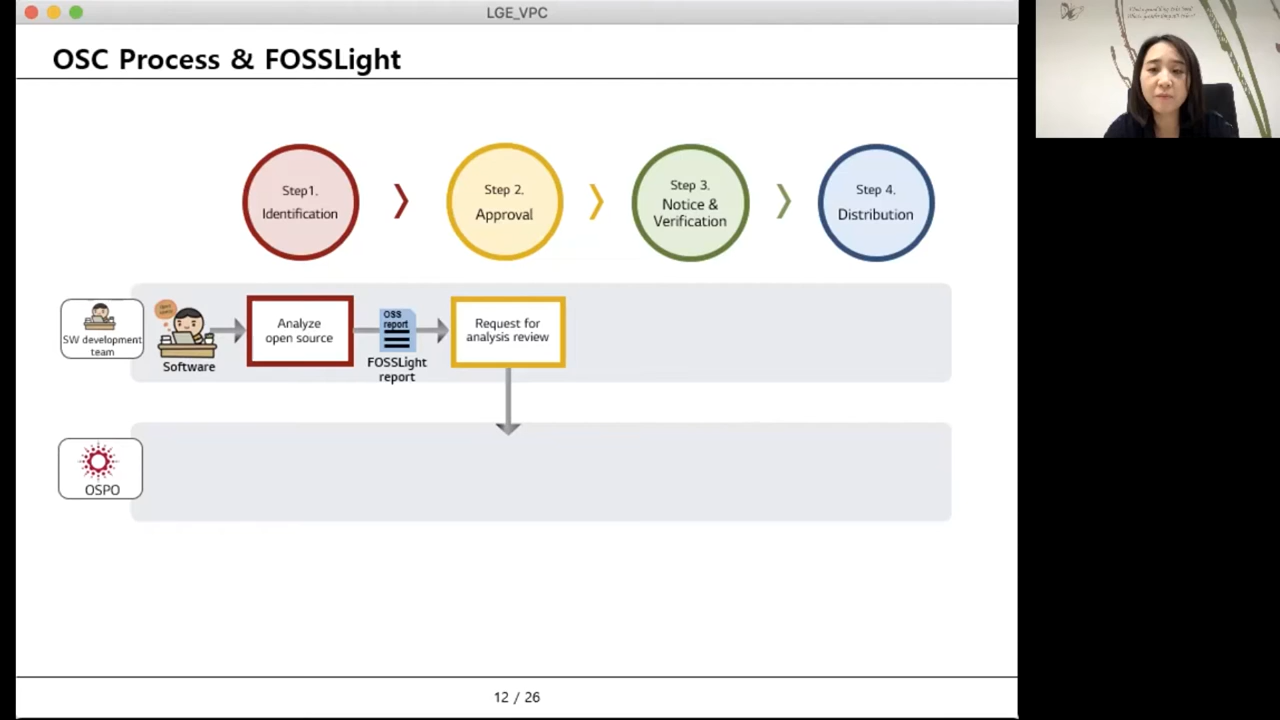 LGE_VPC
OSC Process & FOSSLight
Step1.
Identification
Step 2.
Approval
Step 3.
Notice &
Verification
Step 4.
Distribution
SW development
team
Software
Analyze
open source
OSS
report
FOSSLight
report
Request for
analysis review
OSPO
12 / 26